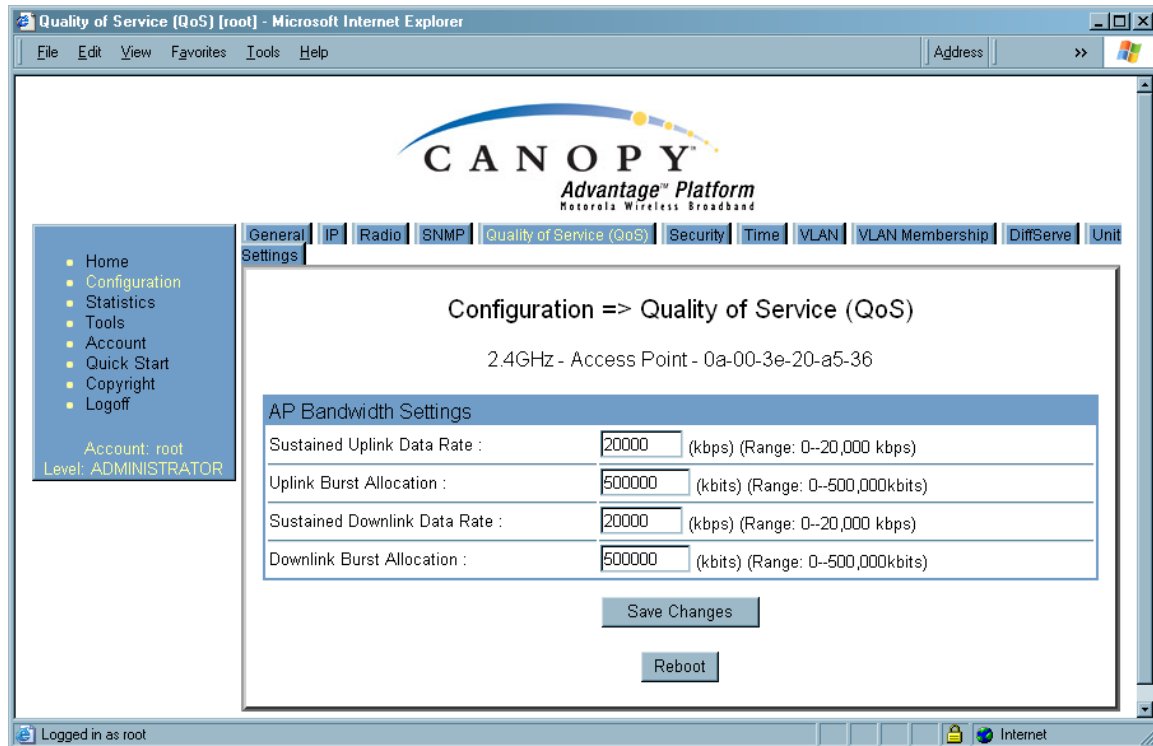 Quality of Service (QoS) [root] - Microsoft Internet Explorer
File Edit View Favorites Tools Help Address »
CANOPY™
Advantage™ Platform
Motorola Wireless Broadband
General IP Radio SNMP Quality of Service (QoS) Security Time VLAN VLAN Membership DiffServe Unit
Settings
Home
Configuration
Statistics
Tools
Account
Quick Start
Copyright
Logoff
Account: root
Level: ADMINISTRATOR
Configuration => Quality of Service (QoS)
2.4GHz - Access Point - 0a-00-3e-20-a5-36
AP Bandwidth Settings
Sustained Uplink Data Rate : 20000 (kbps) (Range: 0--20,000 kbps)
Uplink Burst Allocation : 500000 (kbits) (Range: 0--500,000kbits)
Sustained Downlink Data Rate : 20000 (kbps) (Range: 0--20,000 kbps)
Downlink Burst Allocation : 500000 (kbits) (Range: 0--500,000kbits)
Save Changes
Reboot
Logged in as root Internet